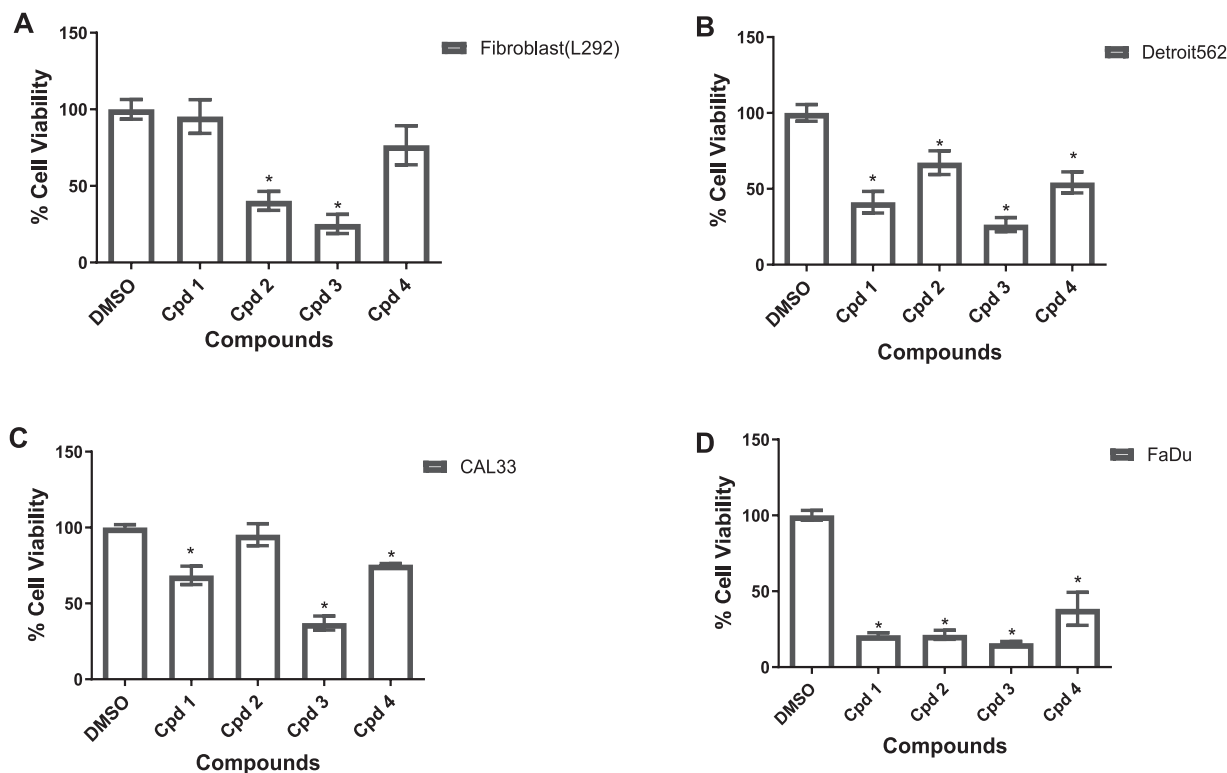 A
Fibroblast(L292)
% Cell Viability
150
100
50
0
*
*
DMSO
Cpd 1
Cpd 2
Cpd 3
Cpd 4
Compounds
B
Detroit562
% Cell Viability
150
100
50
0
*
*
*
*
DMSO
Cpd 1
Cpd 2
Cpd 3
Cpd 4
Compounds
C
CAL33
% Cell Viability
150
100
50
0
*
*
*
DMSO
Cpd 1
Cpd 2
Cpd 3
Cpd 4
Compounds
D
FaDu
% Cell Viability
150
100
50
0
*
*
*
*
DMSO
Cpd 1
Cpd 2
Cpd 3
Cpd 4
Compounds